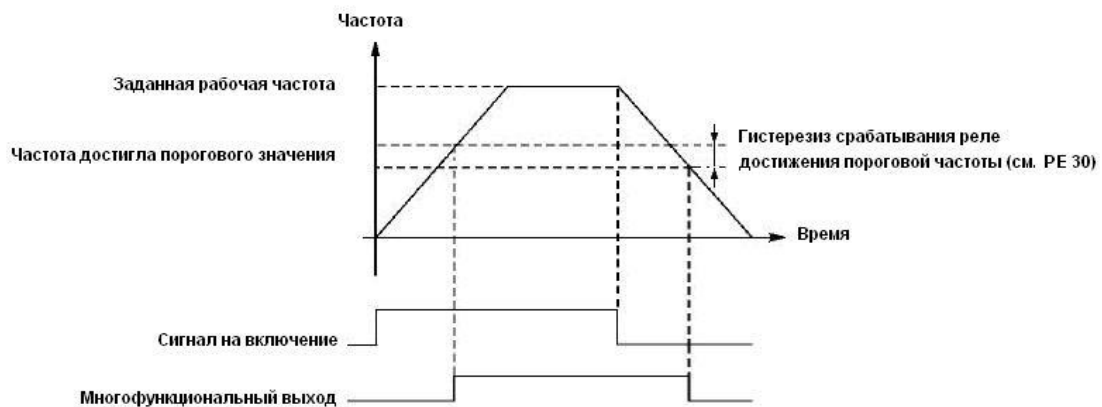 Частота
Заданная рабочая частота
Частота достигла порогового значения
Гистерезиз срабатывания реле
достижения пороговой частоты (см. РЕ 30)
Время
Сигнал на включение
Многофункциональный выход